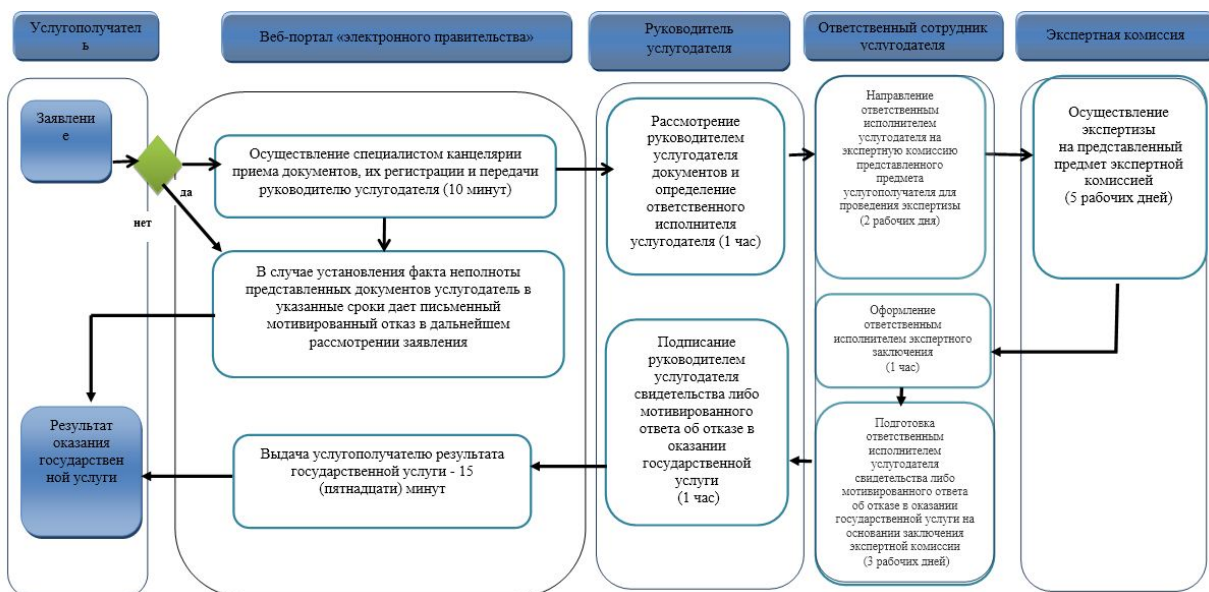 Услугополучател
ь
Веб-портал «электронного правительства»
Руководитель
услугодателя
Ответственный сотрудник
услугодателя
Экспертная комиссия
Заявлени
е
да
нет
Осуществление специалистом канцелярии
приема документов, их регистрации и передачи
руководителю услугодателя (10 минут)
Рассмотрение
руководителем
услугодателя
документов и
определение
ответственного
исполнителя
услугодателя (1 час)
Направление
ответственным
исполнителем
услугодателя на
экспертную комиссию
представленного
предмета
услугополучателя для
проведения экспертизы
(2 рабочих дня)
Осуществление
экспертизы
на представленный
предмет экспертной
комиссией
(5 рабочих дней)
В случае установления факта неполноты
представленных документов услугодатель в
указанные сроки дает письменный
мотивированный отказ в дальнейшем
рассмотрении заявления
Оформление
ответственным
исполнителем экспертного
заключения
(1 час)
Подписание
руководителем
услугодателя
свидетельства либо
мотивированного
ответа об отказе в
оказании
государственной
услуги
(1 час)
Подготовка
ответственным
исполнителем
услугодателя
свидетельства либо
мотивированного ответа
об отказе в оказании
государственной услуги на
основании заключения
экспертной комиссии
(3 рабочих дней)
Выдача услугополучателю результата
государственной услуги - 15
(пятнадцати) минут
Результат
оказания
государствен
ной услуги